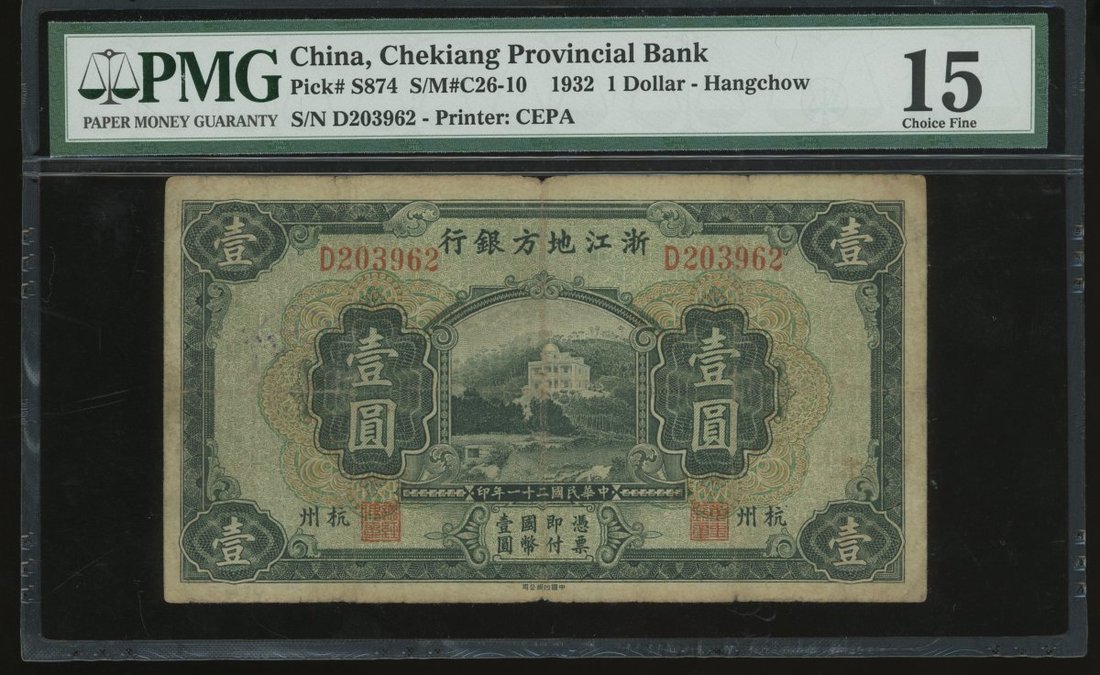 PMG
PAPER MONEY GUARANTY
China, Chekiang Provincial Bank
Pick# S874 S/M#C26-10 1932 1 Dollar - Hangchow
S/N D203962 - Printer: CEPA
15
Choice Fine
壹
壹
行銀方地江浙
D203962
D203962
壹圓
壹圓
印年一十二國民華中
州杭
州杭
憑票
即付
國幣
壹圓
壹
壹